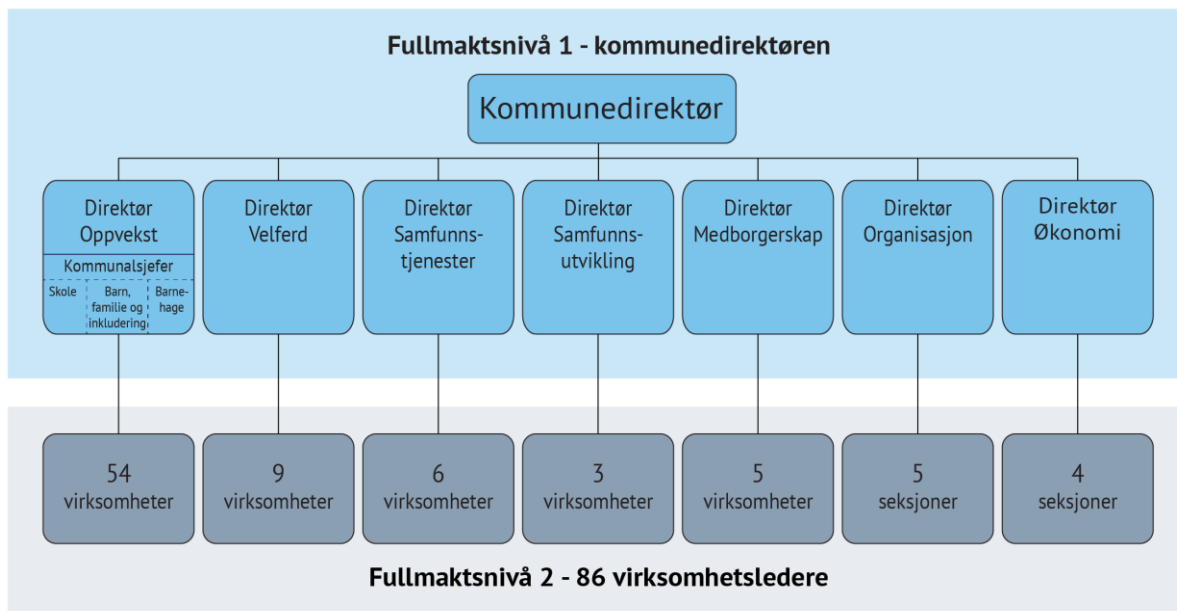 Fullmaktsnivå 1 - kommunedirektøren
Kommunedirektør
Direktør
Oppvekst
Kommunalsjefer
Skole
Barn,
familie og
inkludering
Barne-
hage
Direktør
Velferd
Direktør
Samfunns-
tjenester
Direktør
Samfunns-
utvikling
Direktør
Medborgerskap
Direktør
Organisasjon
Direktør
Økonomi
54
virksomheter
9
virksomheter
6
virksomheter
3
virksomheter
5
virksomheter
5
seksjoner
4
seksjoner
Fullmaktsnivå 2 - 86 virksomhetsledere